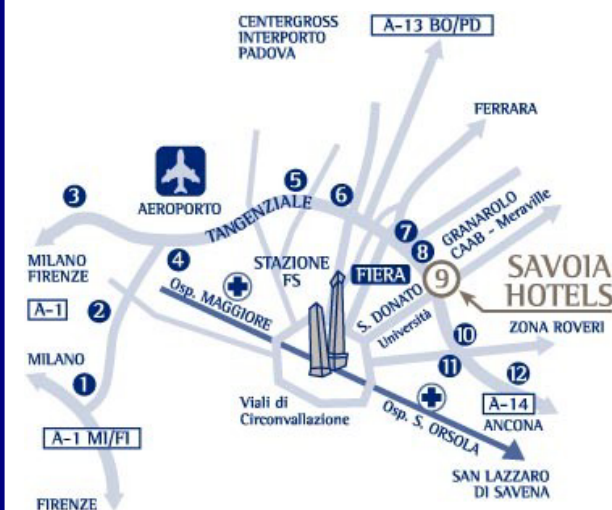 CENTERGROSS
INTERPORTO
PADOVA
A-13 BO/PD
FERRARA
3
AEROPORTO
5
6
TANGENZIALE
7
8
GRANAROLO
CAAB - Meraville
MILANO
FIRENZE
4
STAZIONE
FS
FIERA
9
SAVOIA
HOTELS
A-1
2
Osp. MAGGIORE
S. DONATO
Università
10
ZONA ROVERI
MILANO
1
11
12
Viali di
Circonvallazione
Osp. S. ORSOLA
A-14
ANCONA
A-1 MI/FI
SAN LAZZARO
DI SAVENA
FIRENZE